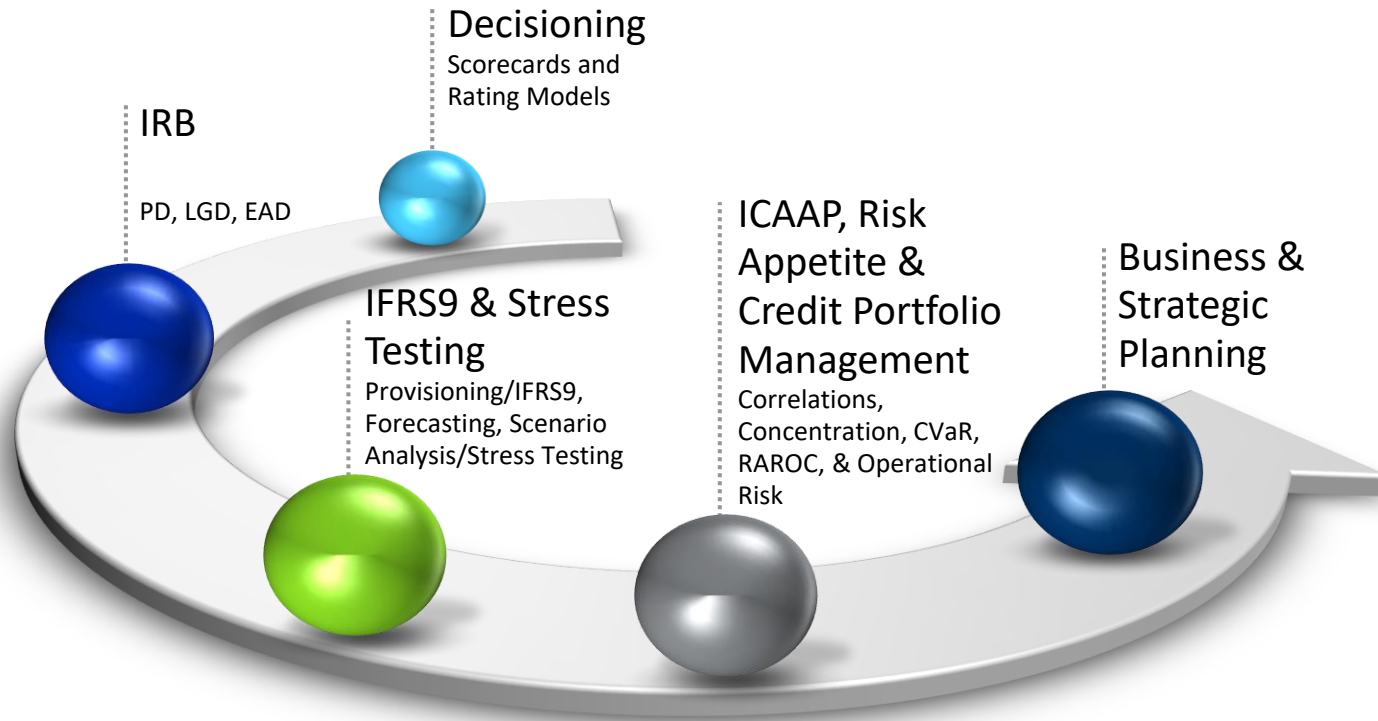 Decisioning
Scorecards and
Rating Models
IRB
PD, LGD, EAD
IFRS9 & Stress
Testing
Provisioning/IFRS9,
Forecasting, Scenario
Analysis/Stress Testing
ICAAP, Risk
Appetite &
Credit Portfolio
Management
Correlations,
Concentration, CVaR,
RAROC, & Operational
Risk
Business &
Strategic
Planning